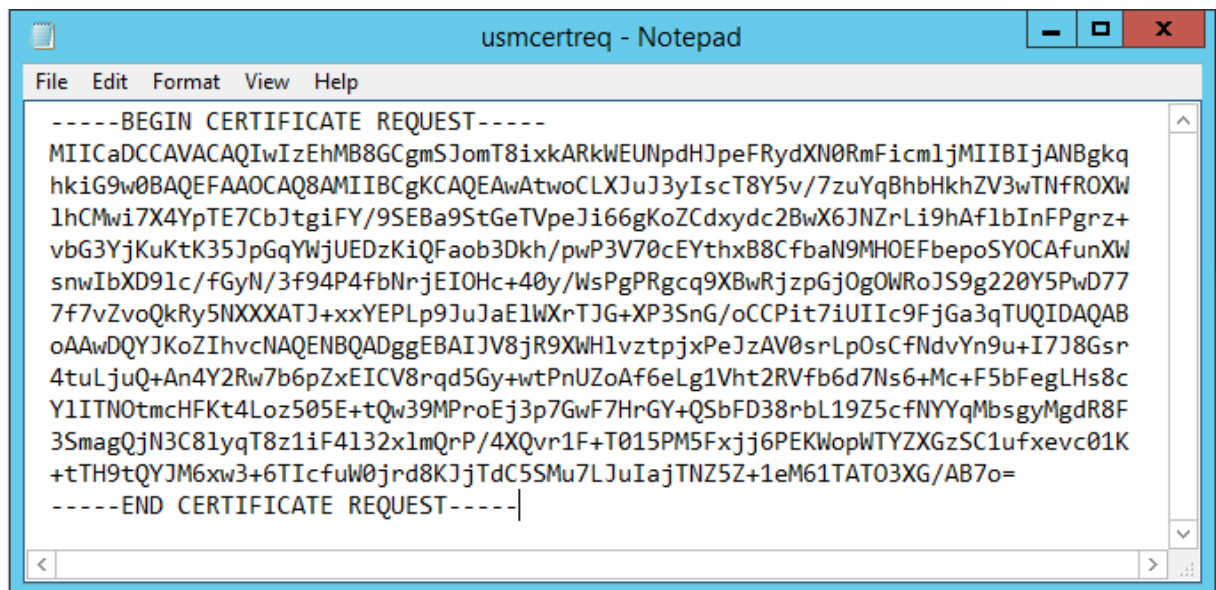 usmcertreq - Notepad
File Edit Format View Help
-----BEGIN CERTIFICATE REQUEST-----
MIICaDCCAVACAQIwIzEhMB8GCgmSJomT8ixkARkWEUNpdHJpeFRydXN0RmFicmljMIIBIjANBgkq
hkiG9w0BAQEFAAOCAQ8AMIIBCgKCAQEAwAtwoCLXJuJ3yIscT8Y5v/7zuYqBhbHkhZV3wTNfROXW
lhCMwi7X4YpTE7CbJtgiFY/9SEBa9StGeTVpeJi66gKoZCdxydc2BwX6JNZrLi9hAflbInFPgrz+
vbG3YjKuKtK35JpGqYWjUEDzKiQFaob3Dkh/pwP3V70cEYthxB8CfbaN9MHOEFbepoSYOCAfunXW
snwIbXD9lc/fGyN/3f94P4fbNrjEIOHc+40y/WsPgPRgcq9XBwRjzpGjOgOWRoJS9g220Y5PwD77
7f7vZvoQkRy5NXXXATJ+xxYEPLp9JuJaElWXrTJG+XP3SnG/oCCPit7iUIIc9FjGa3qTUQIDAQAB
oAAwDQYJKoZIhvcNAQENBQADggEBAIJV8jR9XWHlvztpjxPeJzAV0srLpOsCfNdvYn9u+I7J8Gsr
4tuLjuQ+An4Y2Rw7b6pZxEICV8rqd5Gy+wtPnUZoAf6eLg1Vht2RVfb6d7Ns6+Mc+F5bFegLHs8c
YlITNOtmcHFKt4Loz505E+tQw39MProEj3p7GwF7HrGY+QSbFD38rbL19Z5cfNYYqMbsgyMgdR8F
3SmagQjN3C8lyqT8z1iF4l32xlmQrP/4XQvr1F+T015PM5Fxjj6PEKWopWTYZXGzSC1ufxevc01K
+tTH9tQYJM6xw3+6TIcfuW0jrd8KJjTdC5SMu7LJuIajTNZ5Z+1eM61TATO3XG/AB7o=
-----END CERTIFICATE REQUEST-----